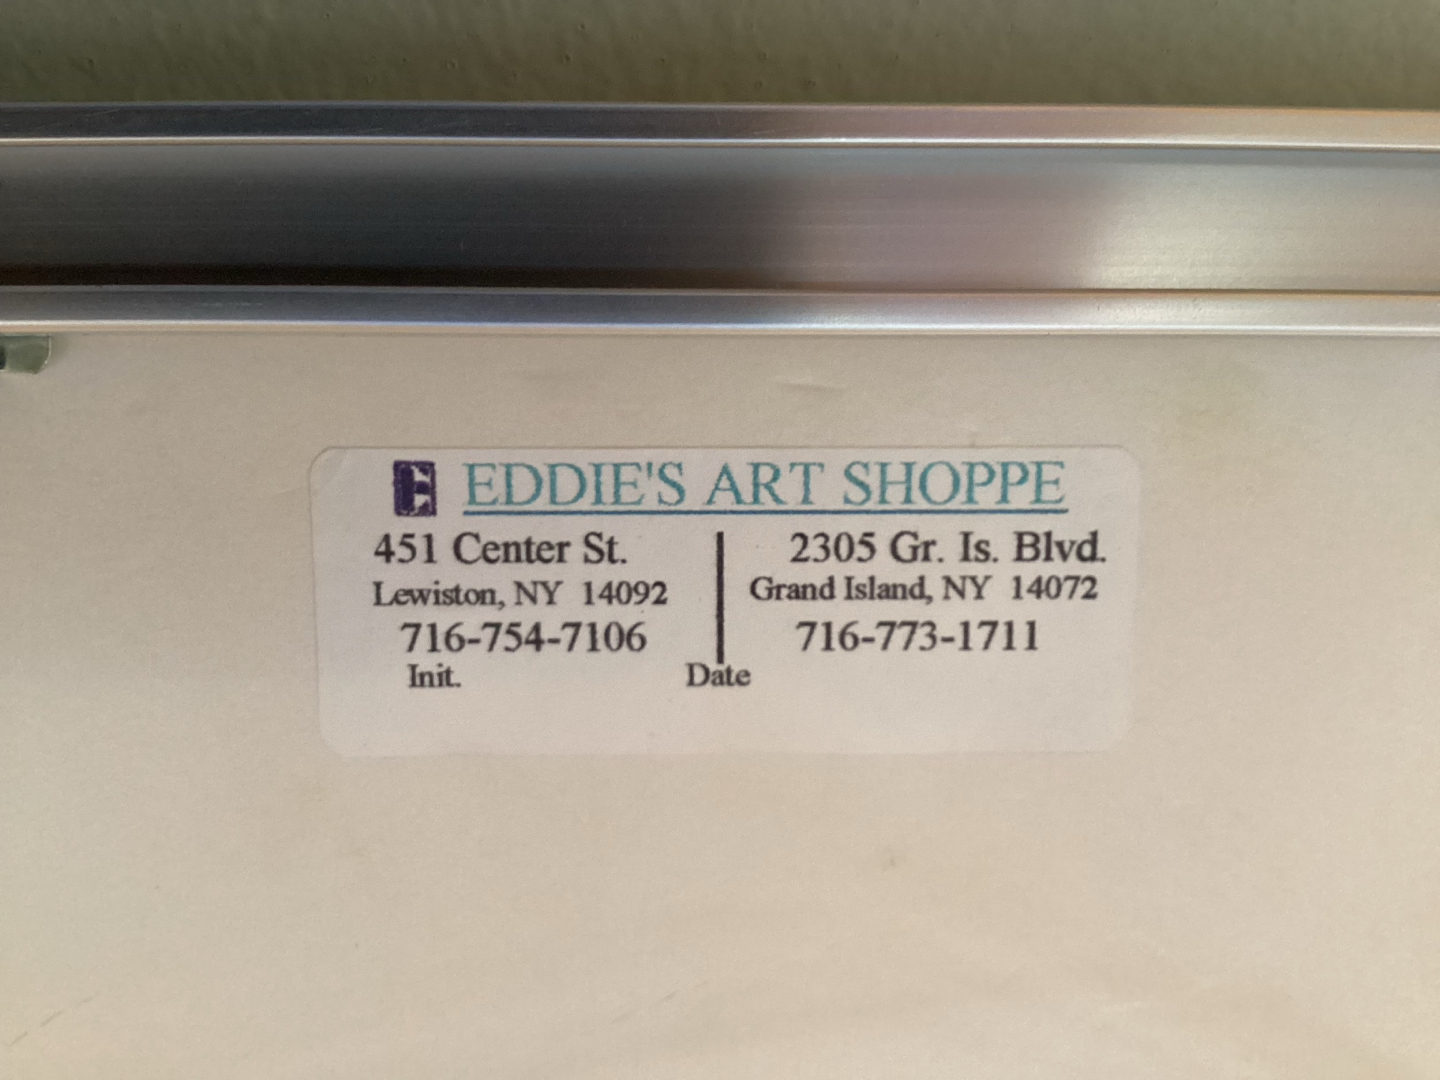 E EDDIE'S ART SHOPPE
451 Center St.
Lewiston, NY 14092
716-754-7106
2305 Gr. Is. Blvd.
Grand Island, NY 14072
716-773-1711
Init. Date